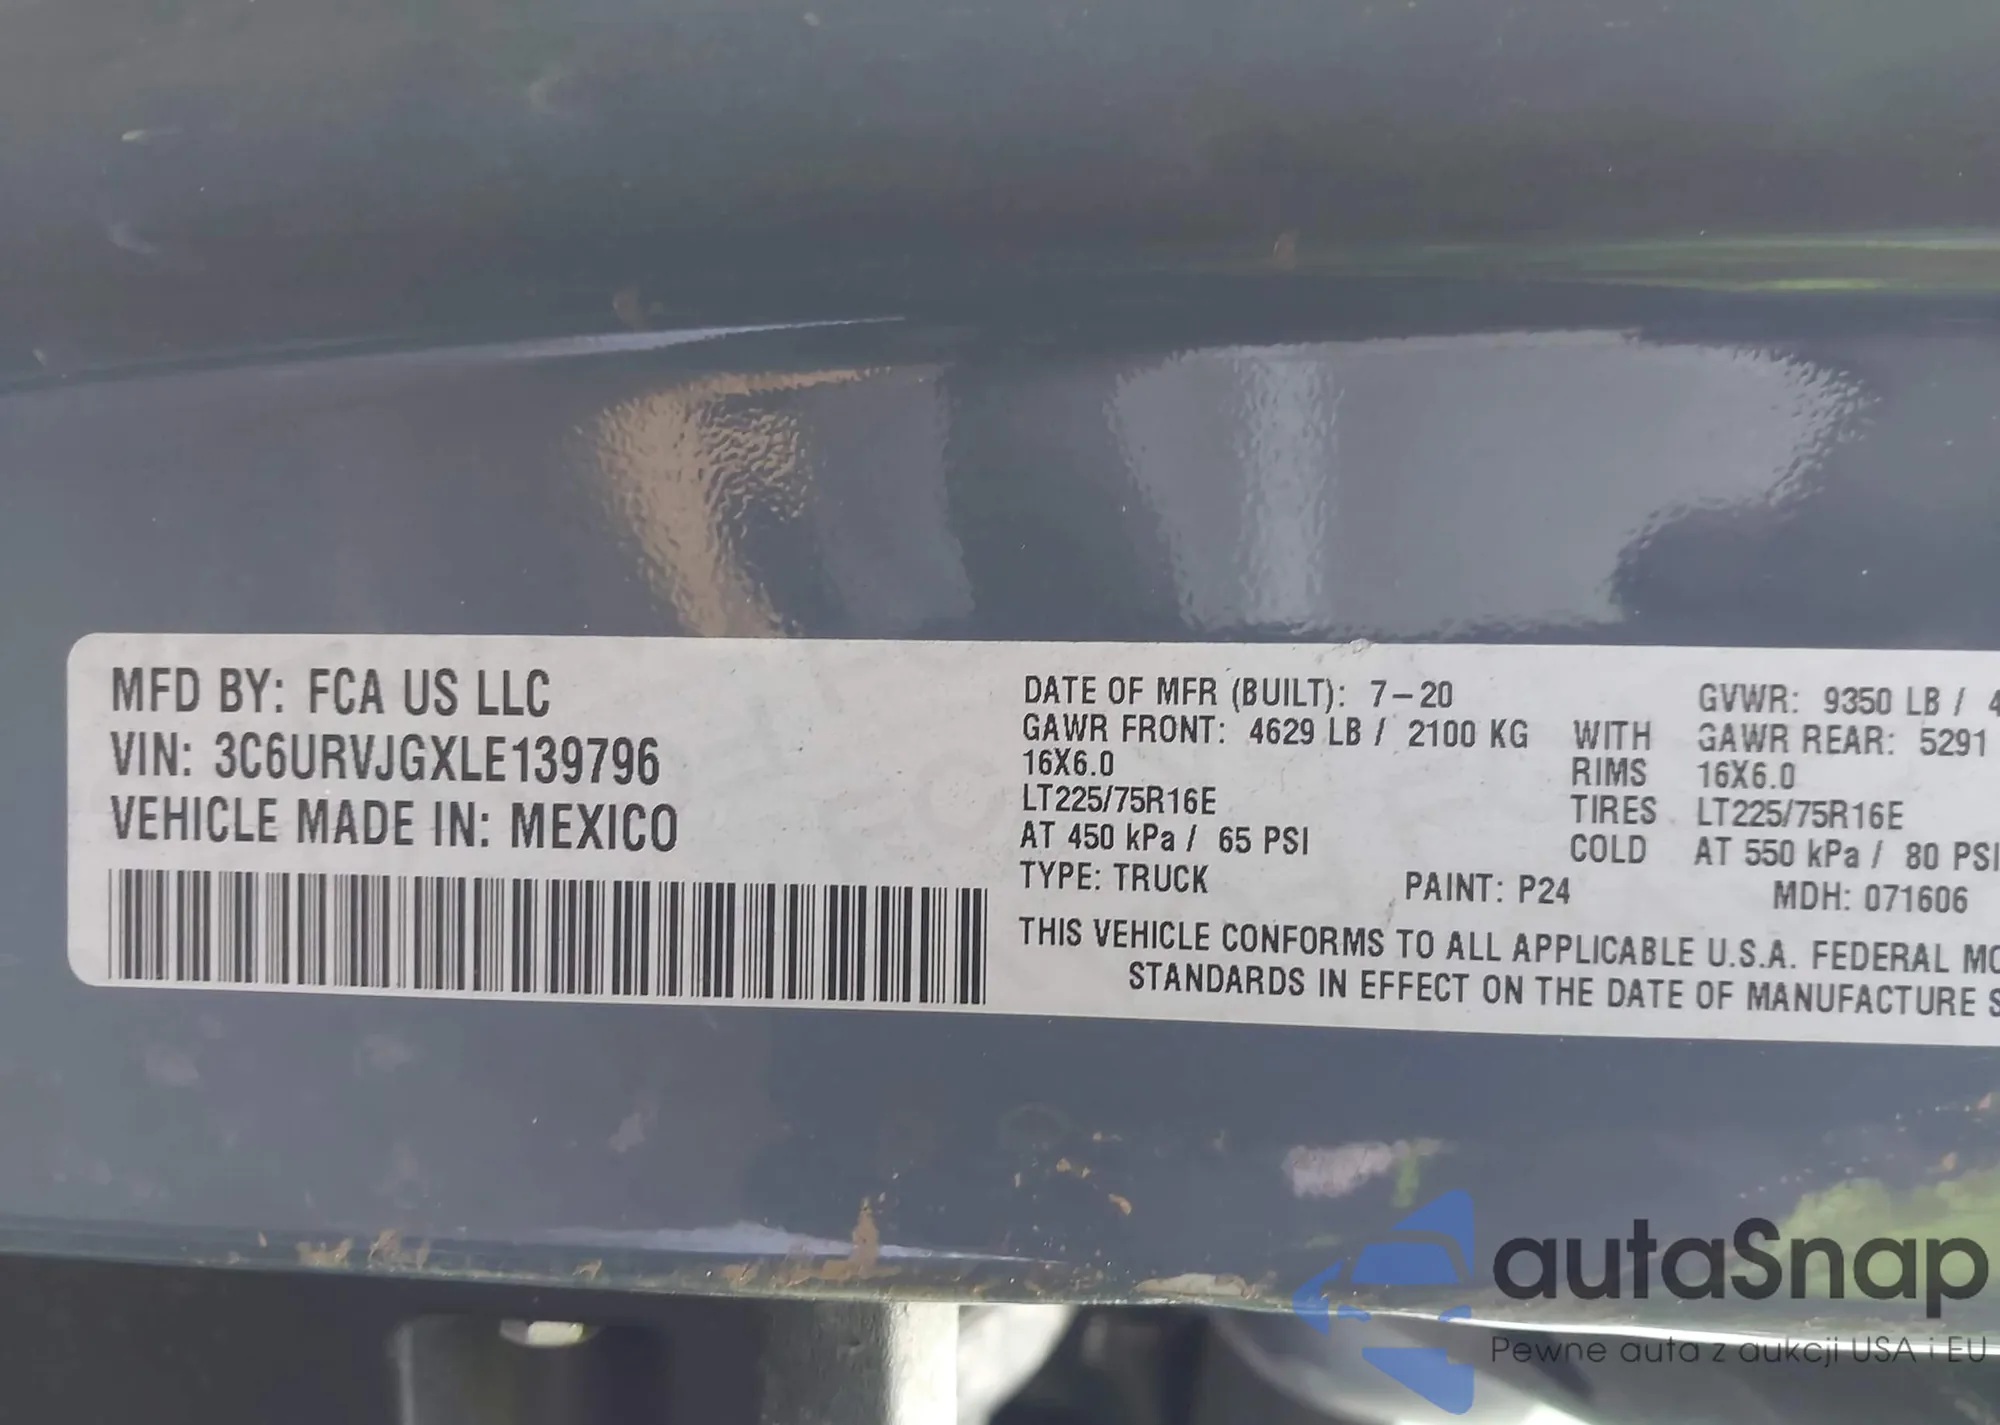 MFD BY: FCA US LLC
VIN: 3C6URVJGXLE139796
VEHICLE MADE IN: MEXICO
DATE OF MFR (BUILT): 7-20 GVWR: 9350 LB / 4
GAWR FRONT: 4629 LB / 2100 KG WITH GAWR REAR: 5291
16X6.0 RIMS 16X6.0
LT225/75R16E TIRES LT225/75R16E
AT 450 kPa / 65 PSI COLD AT 550 kPa / 80 PSI
TYPE: TRUCK PAINT: P24 MDH: 071606
THIS VEHICLE CONFORMS TO ALL APPLICABLE U.S.A. FEDERAL MO
STANDARDS IN EFFECT ON THE DATE OF MANUFACTURE S
autaSnap
Pewne auta z aukcji USA i EU